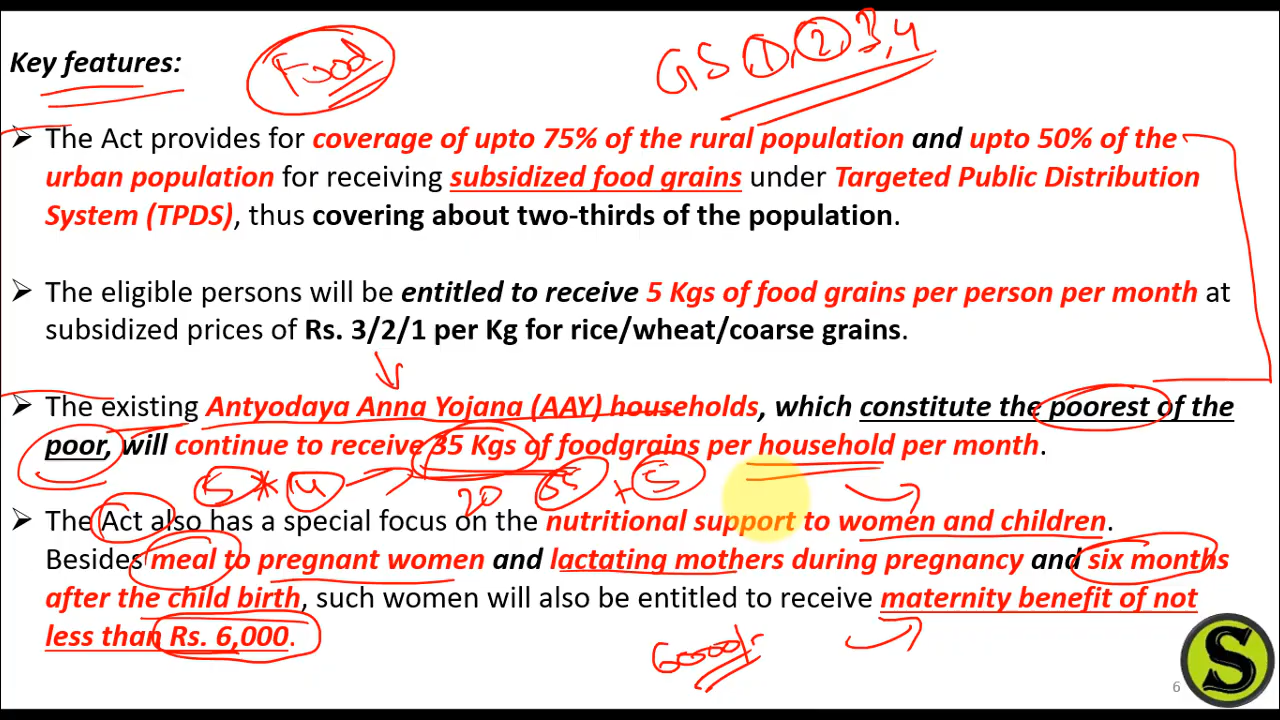 Food
GS 1, 2, 3, 4
Key features:
➤ The Act provides for coverage of upto 75% of the rural population and upto 50% of the
urban population for receiving subsidized food grains under Targeted Public Distribution
System (TPDS), thus covering about two-thirds of the population.
➤ The eligible persons will be entitled to receive 5 Kgs of food grains per person per month at
subsidized prices of Rs. 3/2/1 per Kg for rice/wheat/coarse grains.
➤ The existing Antyodaya Anna Yojana (AAY) households, which constitute the poorest of the
poor, will continue to receive 35 Kgs of foodgrains per household per month.
5 * 4 20 35 + 5
➤ The Act also has a special focus on the nutritional support to women and children.
Besides meal to pregnant women and lactating mothers during pregnancy and six months
after the child birth, such women will also be entitled to receive maternity benefit of not
less than Rs. 6,000.
6000/-
S
6